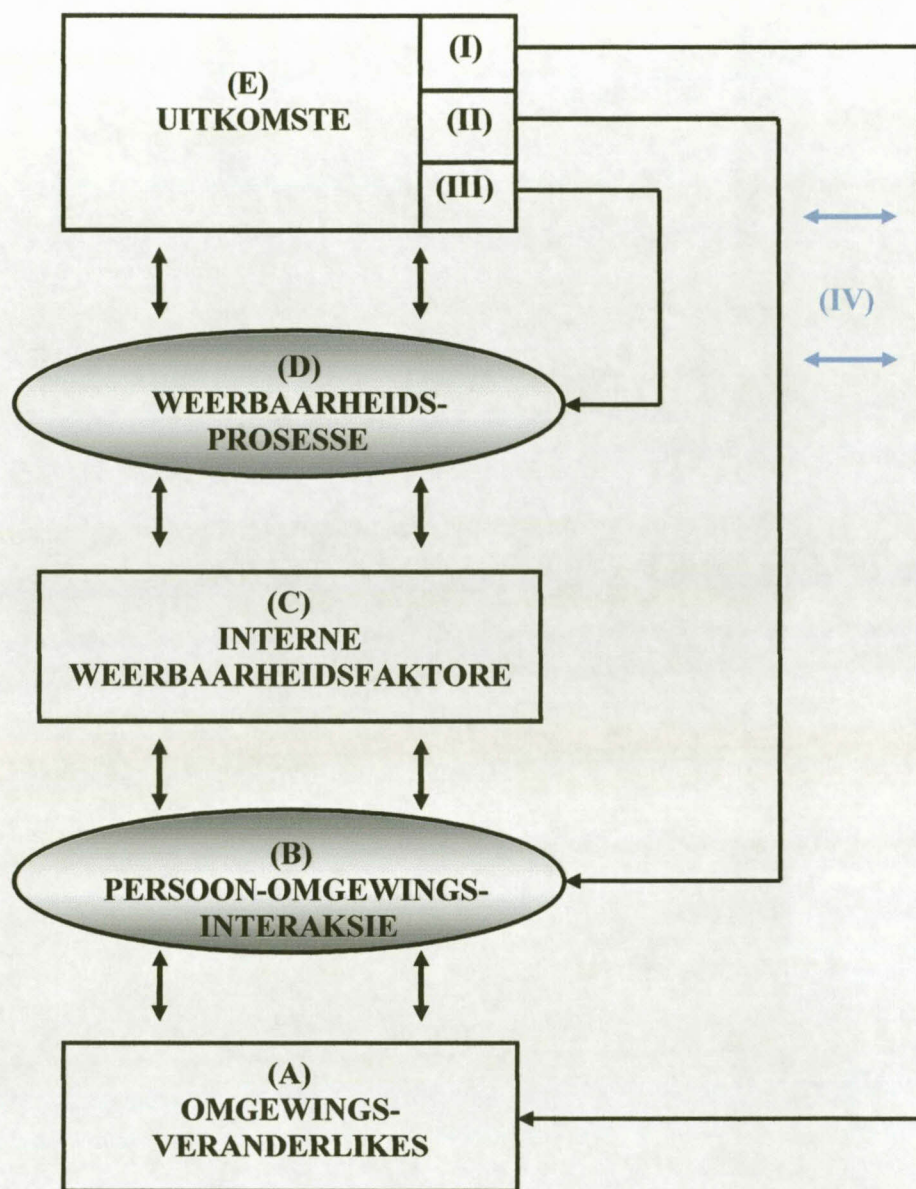 (E)
UITKOMSTE
(I)
(II)
(III)
(IV)
(D)
WEERBAARHEIDS-
PROSESSE
(C)
INTERNE
WEERBAARHEIDSFAKTORE
(B)
PERSOON-OMGEWINGS-
INTERAKSIE
(A)
OMGEWINGS-
VERANDERLIKES